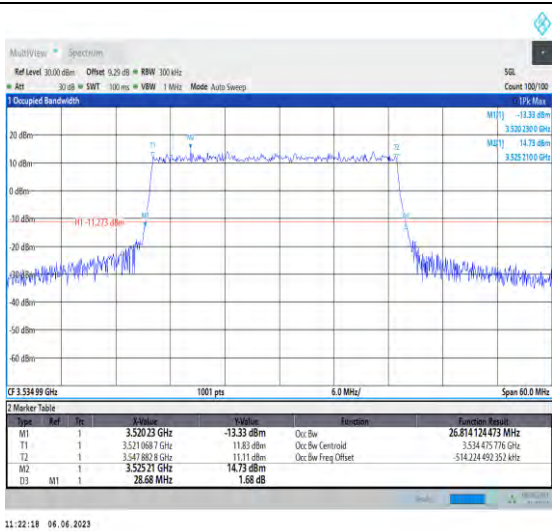 MultiView Spectrum
Ref Level 30.00 dBm Offset 9.29 dB RBW 300 kHz SGL
Att 30 dB SWT 100 ms VBW 1 MHz Mode Auto Sweep Count 100/100
1 Occupied Bandwidth 1Pk Max
M1[1] -13.33 dBm
3.520 230 0 GHz
M2[1] 14.73 dBm
3.525 210 0 GHz
20 dBm
T1
M2
T2
10 dBm
0 dBm
-10 dBm
H1 -11.273 dBm
M1
-20 dBm
-30 dBm
-40 dBm
-50 dBm
-60 dBm
CF 3.534 99 GHz 1001 pts 6.0 MHz/ Span 60.0 MHz
2 Marker Table
Type Ref Trc X-Value Y-Value Function Function Result
M1 1 3.520 23 GHz -13.33 dBm Occ Bw 26.814 124 473 MHz
T1 1 3.521 068 7 GHz 11.83 dBm Occ Bw Centroid 3.534 475 776 GHz
T2 1 3.547 882 8 GHz 11.11 dBm Occ Bw Freq Offset -514.224 492 352 kHz
M2 1 3.525 21 GHz 14.73 dBm
D3 M1 1 28.68 MHz 1.68 dB
11:22:18 06.06.2023